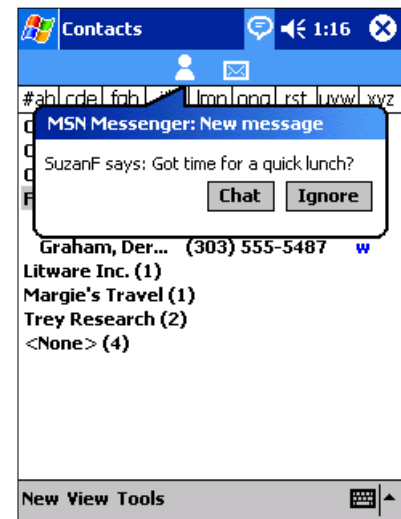 Contacts 1:16
#ab cde fgh lmn opq rst uvw xyz
MSN Messenger: New message
SuzanF says: Got time for a quick lunch?
Chat Ignore
Graham, Der... (303) 555-5487 w
Litware Inc. (1)
Margie's Travel (1)
Trey Research (2)
<None> (4)
New View Tools